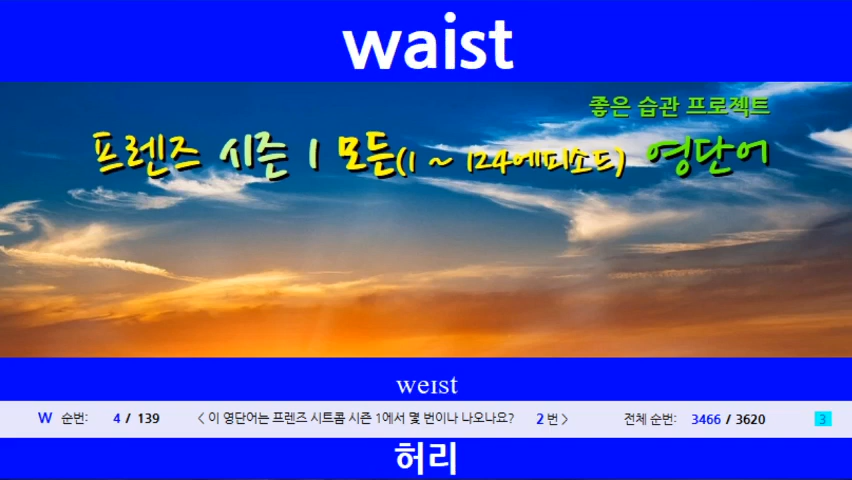 waist
좋은 습관 프로젝트
프렌즈 시즌 1 모든(1 ~ 124에피소드) 영단어
weɪst
W 순번: 4 / 139 < 이 영단어는 프렌즈 시트콤 시즌 1에서 몇 번이나 나오나요? 2 번 > 전체 순번: 3466 / 3620 3
허리